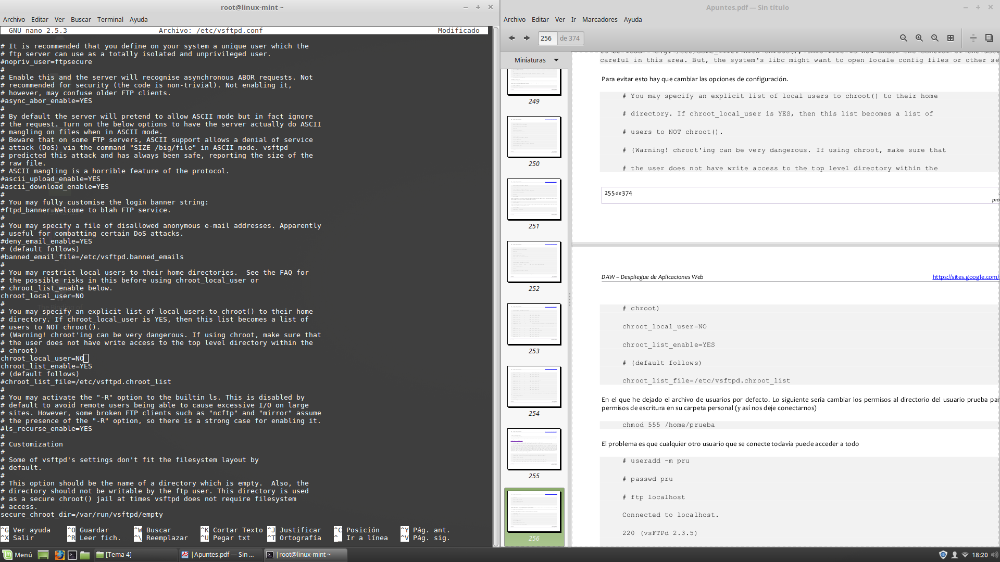 root@linux-mint ~
Archivo Editar Ver Buscar Terminal Ayuda
GNU nano 2.5.3 Archivo: /etc/vsftpd.conf Modificado
# It is recommended that you define on your system a unique user which the
# ftp server can use as a totally isolated and unprivileged user.
#nopriv_user=ftpsecure
#
# Enable this and the server will recognise asynchronous ABOR requests. Not
# recommended for security (the code is non-trivial). Not enabling it,
# however, may confuse older FTP clients.
#async_abor_enable=YES
#
# By default the server will pretend to allow ASCII mode but in fact ignore
# the request. Turn on the below options to have the server actually do ASCII
# mangling on files when in ASCII mode.
# Beware that on some FTP servers, ASCII support allows a denial of service
# attack (DoS) via the command "SIZE /big/file" in ASCII mode. vsftpd
# predicted this attack and has always been safe, reporting the size of the
# raw file.
# ASCII mangling is a horrible feature of the protocol.
#ascii_upload_enable=YES
#ascii_download_enable=YES
#
# You may fully customise the login banner string:
#ftpd_banner=Welcome to blah FTP service.
#
# You may specify a file of disallowed anonymous e-mail addresses. Apparently
# useful for combatting certain DoS attacks.
#deny_email_enable=YES
# (default follows)
#banned_email_file=/etc/vsftpd.banned_emails
#
# You may restrict local users to their home directories.  See the FAQ for
# the possible risks in this before using chroot_local_user or
# chroot_list_enable below.
chroot_local_user=NO
#
# You may specify an explicit list of local users to chroot() to their home
# directory. If chroot_local_user is YES, then this list becomes a list of
# users to NOT chroot().
# (Warning! chroot'ing can be very dangerous. If using chroot, make sure that
# the user does not have write access to the top level directory within the
# chroot)
chroot_local_user=NO
chroot_list_enable=YES
# (default follows)
#chroot_list_file=/etc/vsftpd.chroot_list
#
# You may activate the "-R" option to the builtin ls. This is disabled by
# default to avoid remote users being able to cause excessive I/O on large
# sites. However, some broken FTP clients such as "ncftp" and "mirror" assume
# the presence of the "-R" option, so there is a strong case for enabling it.
#ls_recurse_enable=YES
#
# Customization
#
# Some of vsftpd's settings don't fit the filesystem layout by
# default.
#
# This option should be the name of a directory which is empty.  Also, the
# directory should not be writable by the ftp user. This directory is used
# as a secure chroot() jail at times vsftpd does not require filesystem
# access.
secure_chroot_dir=/var/run/vsftpd/empty
^G Ver ayuda ^O Guardar ^W Buscar ^K Cortar Texto ^J Justificar ^C Posición ^Y Pág. ant.
^X Salir ^R Leer fich. ^\ Reemplazar ^U Pegar txt ^T Ortografía ^_ Ir a línea ^V Pág. sig.
Apuntes.pdf — Sin título
Archivo Editar Ver Ir Marcadores Ayuda
256 de 374
Miniaturas
249
250
251
252
253
254
255
256
careful in this area. But, the system's libc might want to open locale config files or other se
Para evitar esto hay que cambiar las opciones de configuración.
# You may specify an explicit list of local users to chroot() to their home
# directory. If chroot_local_user is YES, then this list becomes a list of
# users to NOT chroot().
# (Warning! chroot'ing can be very dangerous. If using chroot, make sure that
# the user does not have write access to the top level directory within the
255 de 374
pro
DAW – Despliegue de Aplicaciones Web https://sites.google.com/
# chroot)
chroot_local_user=NO
chroot_list_enable=YES
# (default follows)
chroot_list_file=/etc/vsftpd.chroot_list
En el que he dejado el archivo de usuarios por defecto. Lo siguiente sería cambiar los permisos al directorio del usuario prueba par
permisos de escritura en su carpeta personal (y así nos deje conectarnos)
chmod 555 /home/prueba
El problema es que cualquier otro usuario que se conecte todavía puede acceder a todo
# useradd -m pru
# passwd pru
# ftp localhost
Connected to localhost.
220 (vsFTPd 2.3.5)
Menú [Tema 4] Apuntes.pdf — Sin ... root@linux-mint ~ 18:20